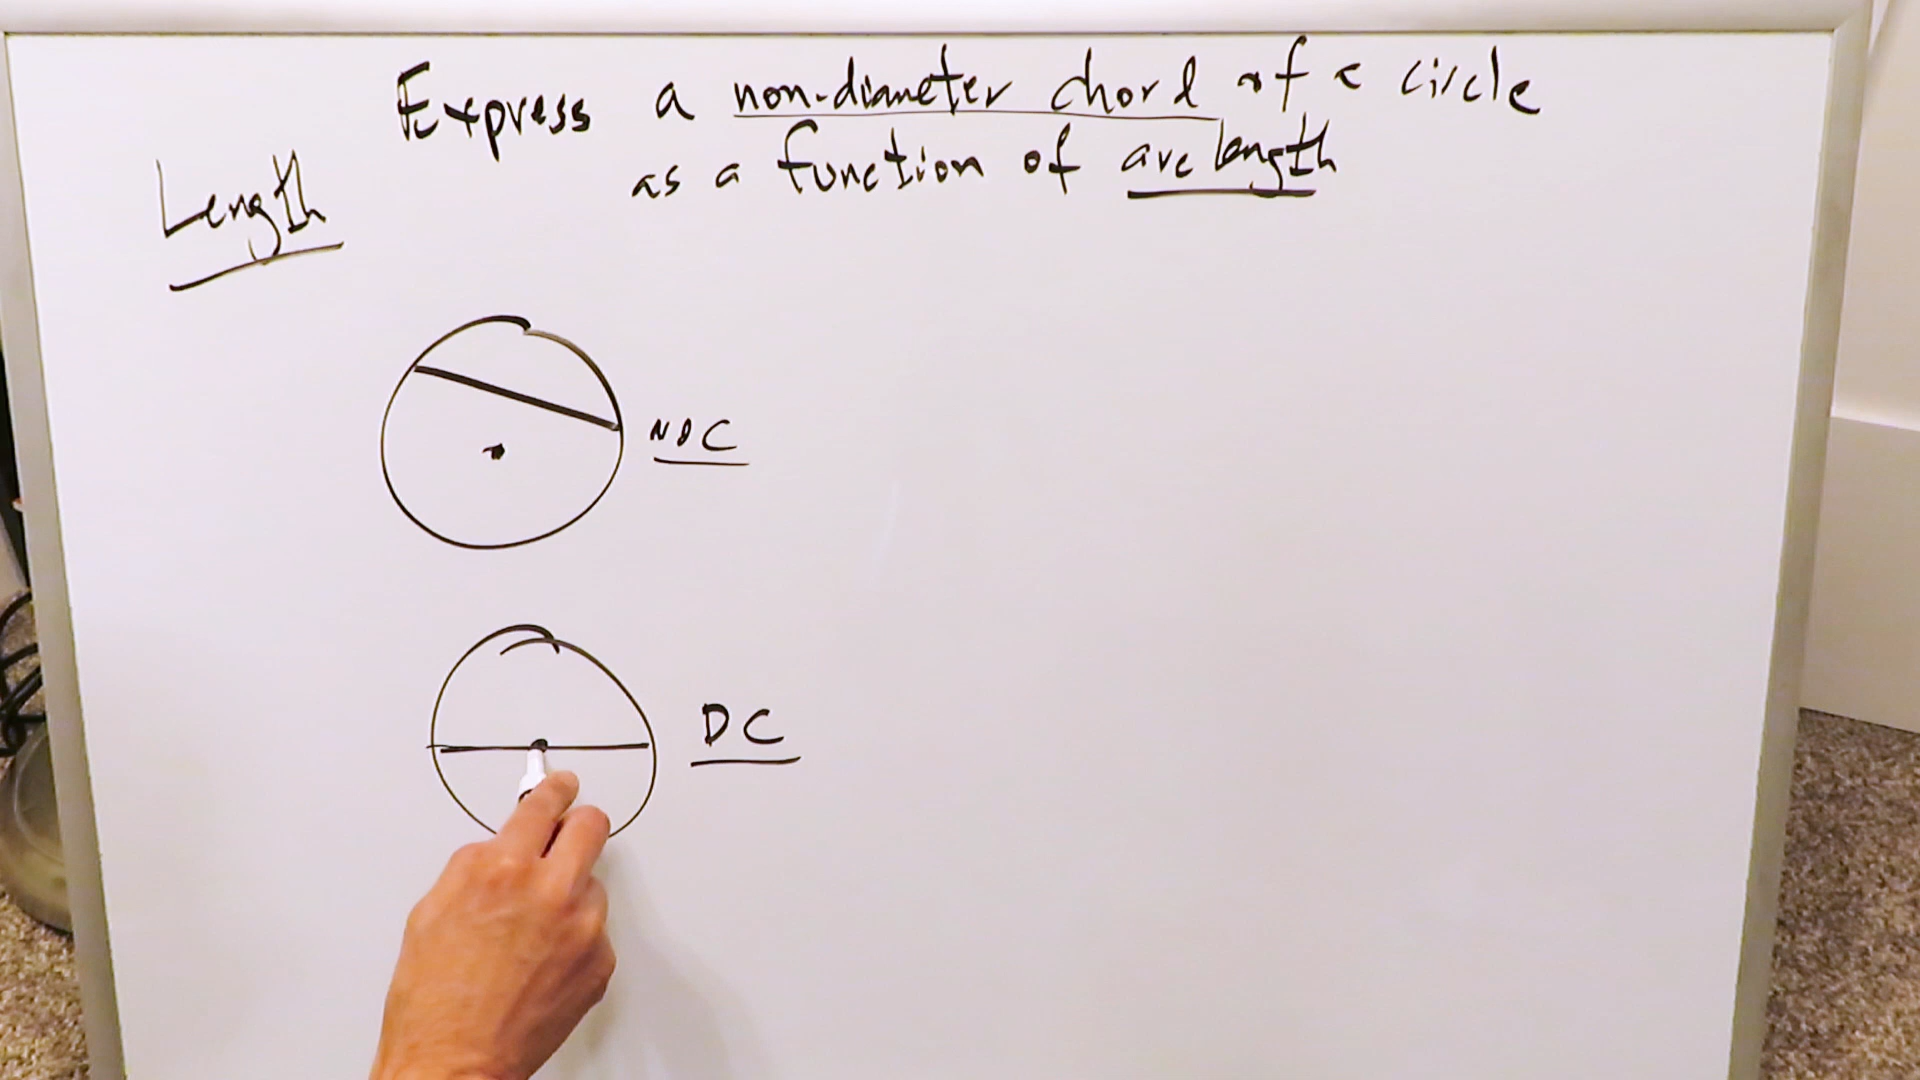 Express a non-diameter chord of a circle
as a function of arc length
Length
NDC
DC